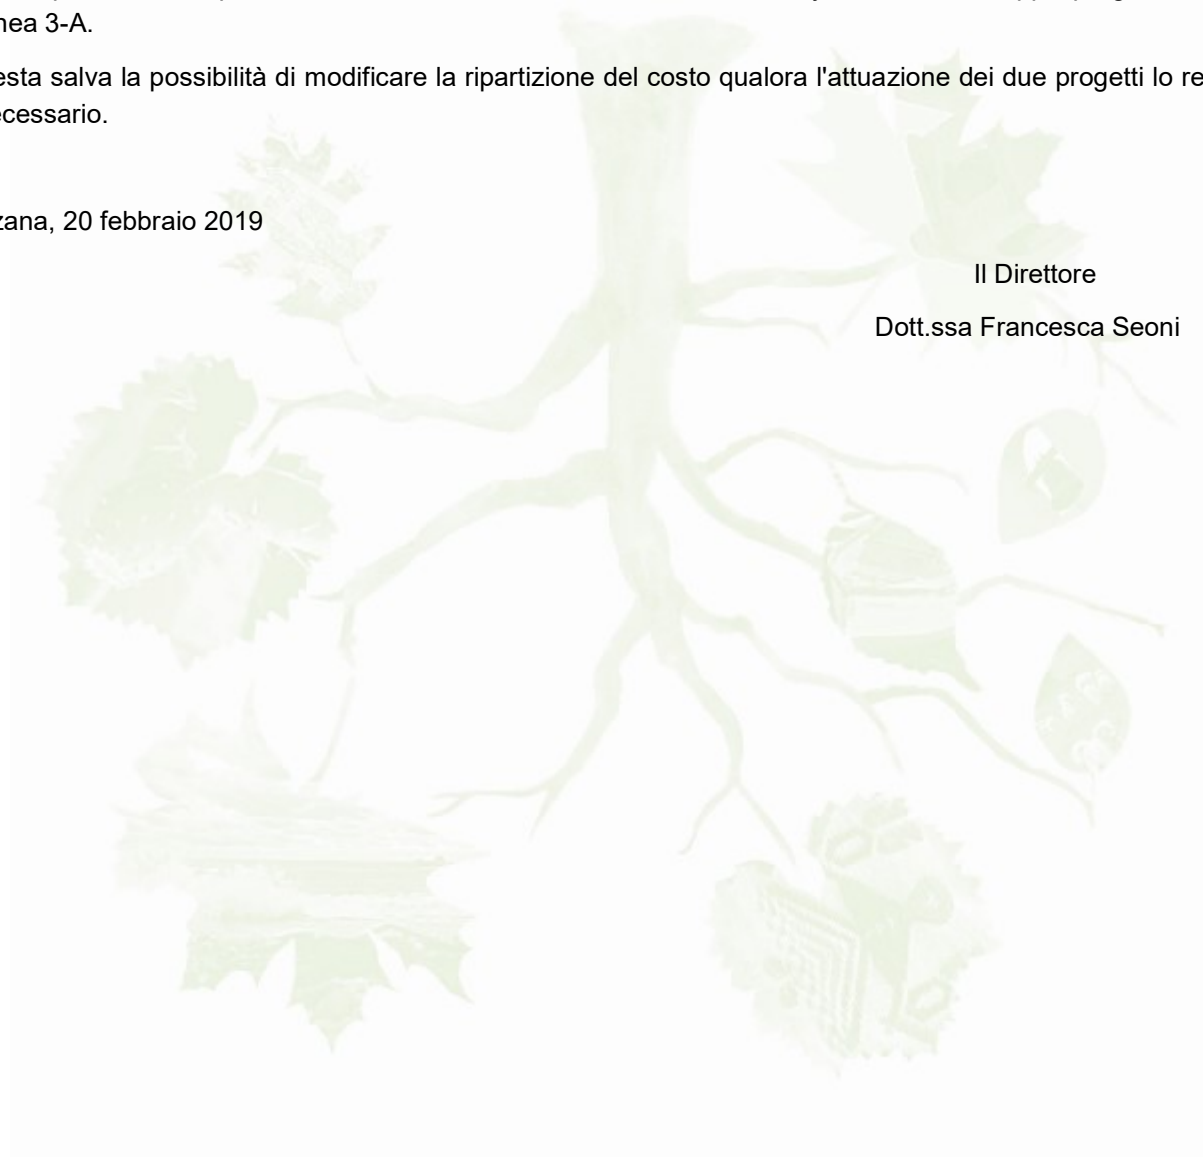 nea 3-A.
esta salva la possibilità di modificare la ripartizione del costo qualora l'attuazione dei due progetti lo re
ecessario.
zana, 20 febbraio 2019
Il Direttore
Dott.ssa Francesca Seoni